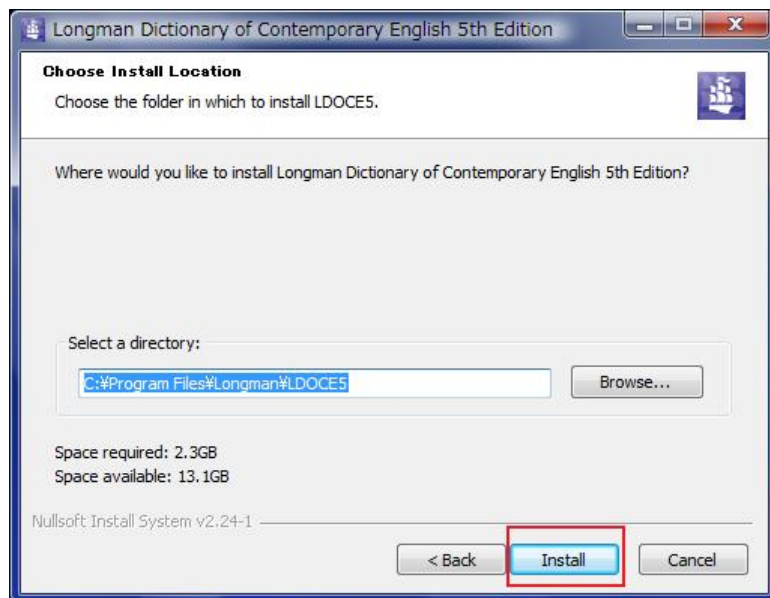 Longman Dictionary of Contemporary English 5th Edition
Choose Install Location
Choose the folder in which to install LDOCE5.
Where would you like to install Longman Dictionary of Contemporary English 5th Edition?
Select a directory:
C:¥Program Files¥Longman¥LDOCE5
Browse...
Space required: 2.3GB
Space available: 13.1GB
Nullsoft Install System v2.24-1
< Back Install Cancel